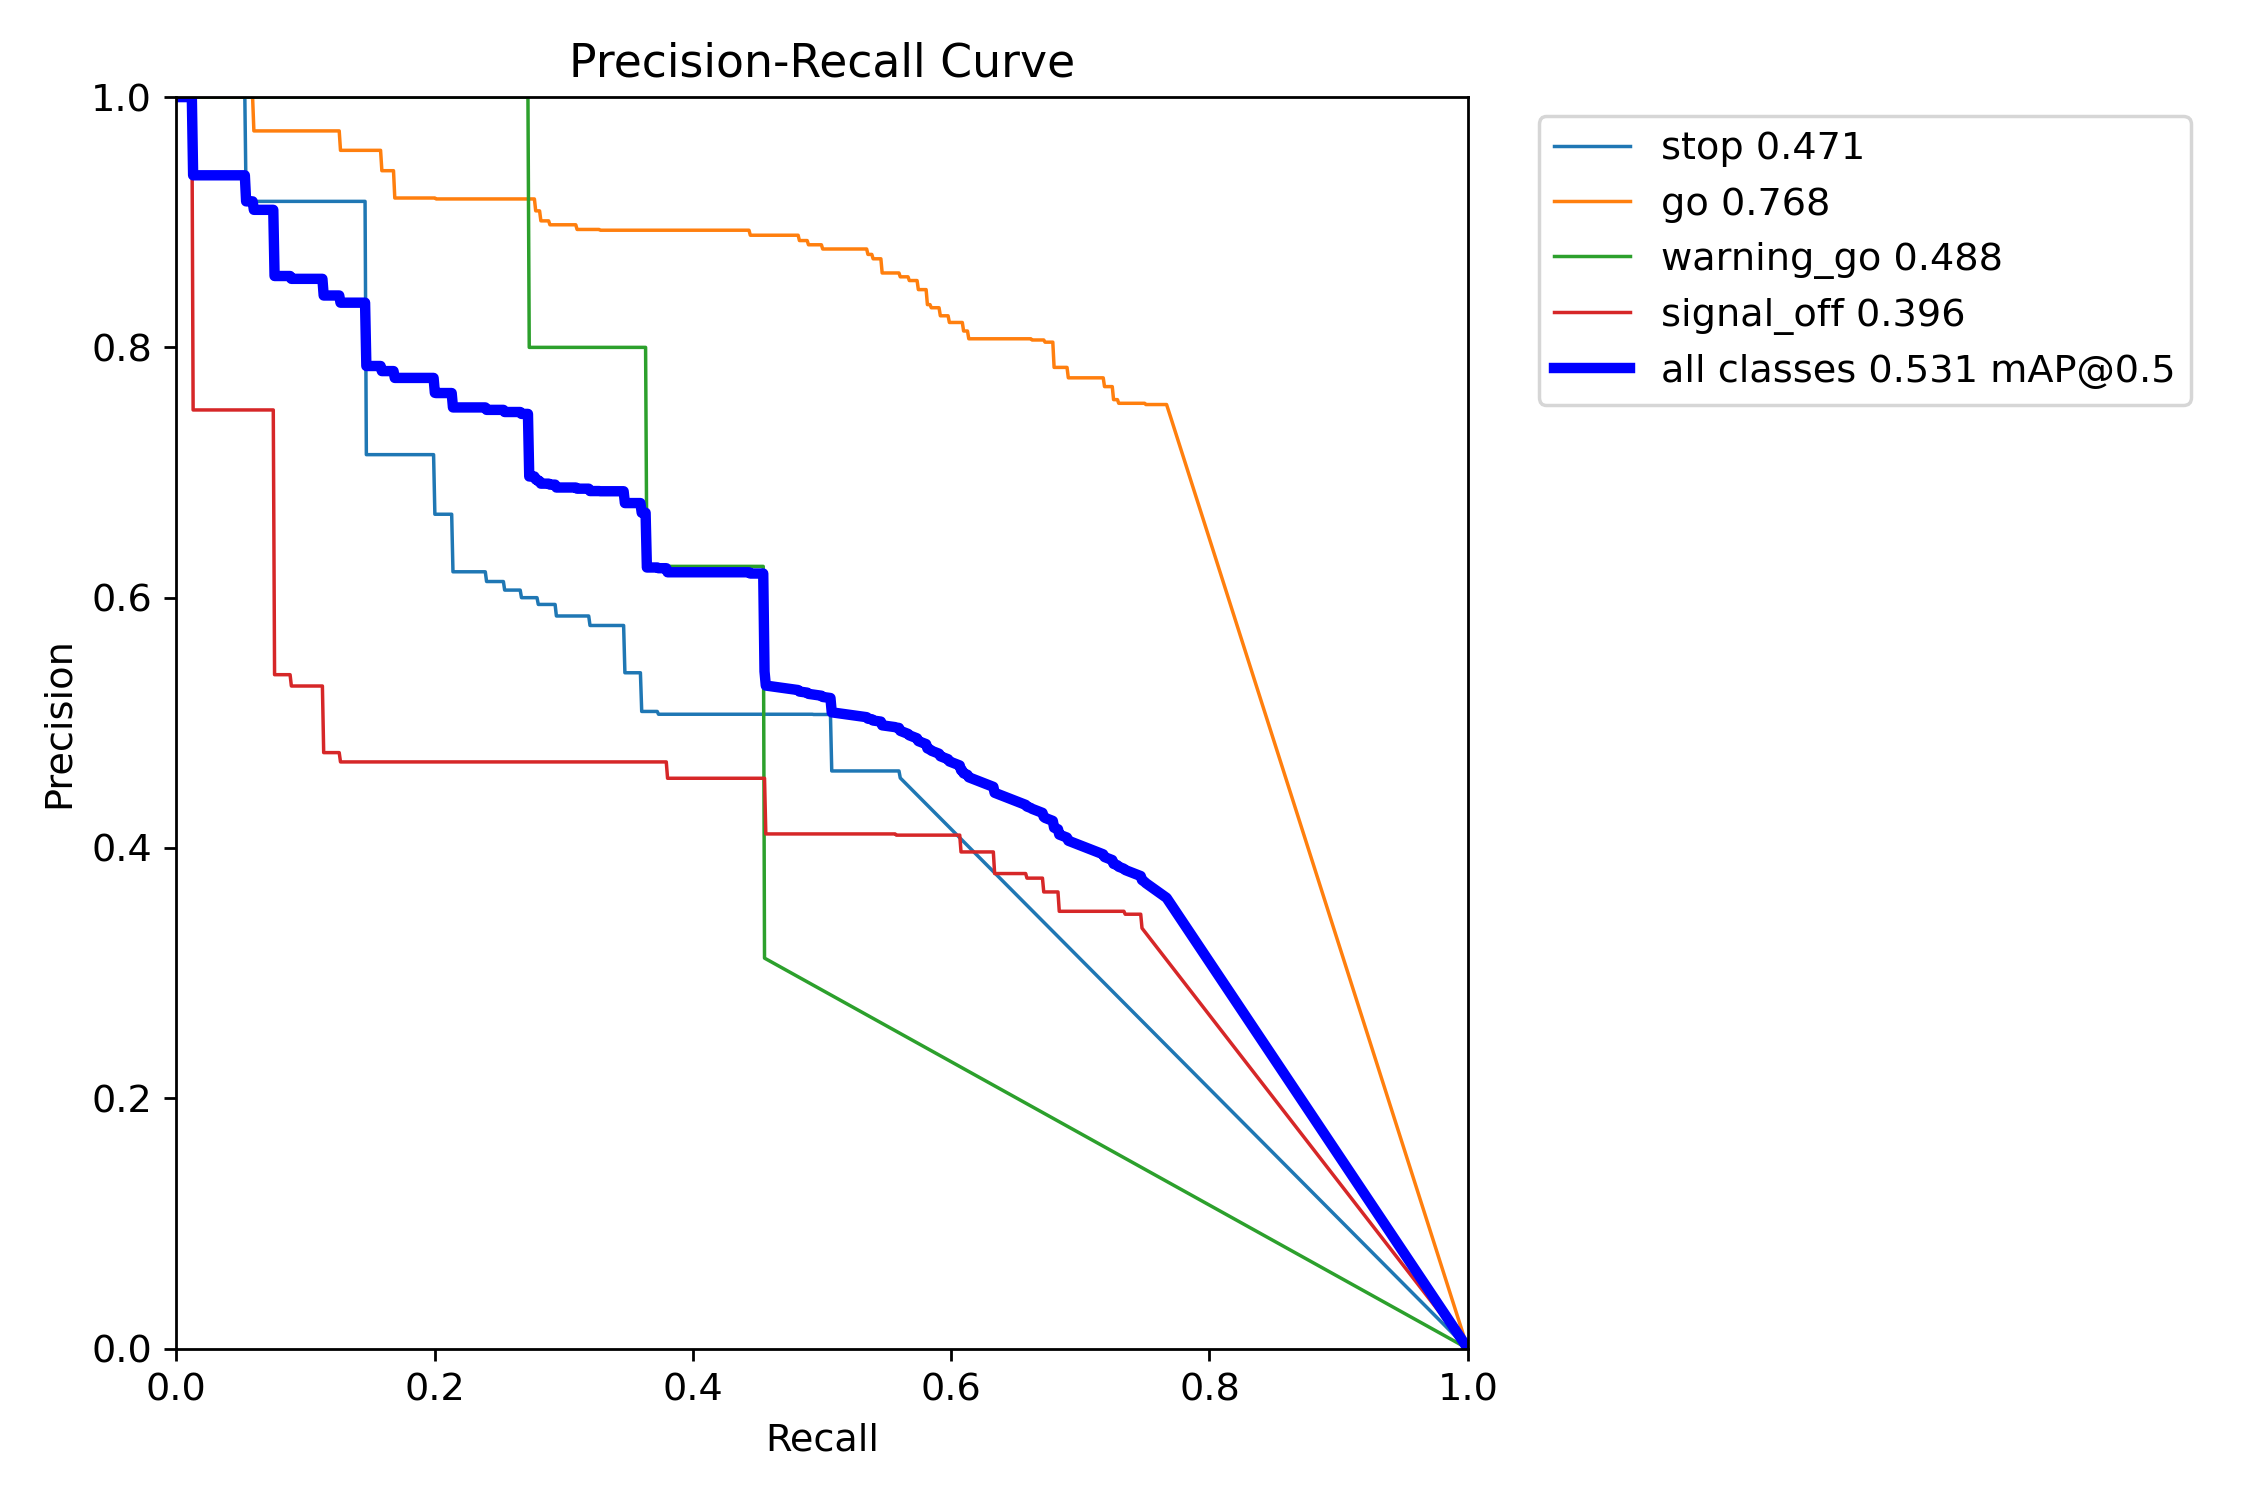 Precision-Recall Curve
1.0
0.8
0.6
0.4
0.2
0.0
Precision
0.0 0.2 0.4 0.6 0.8 1.0
Recall
stop 0.471
go 0.768
warning_go 0.488
signal_off 0.396
all classes 0.531 mAP@0.5